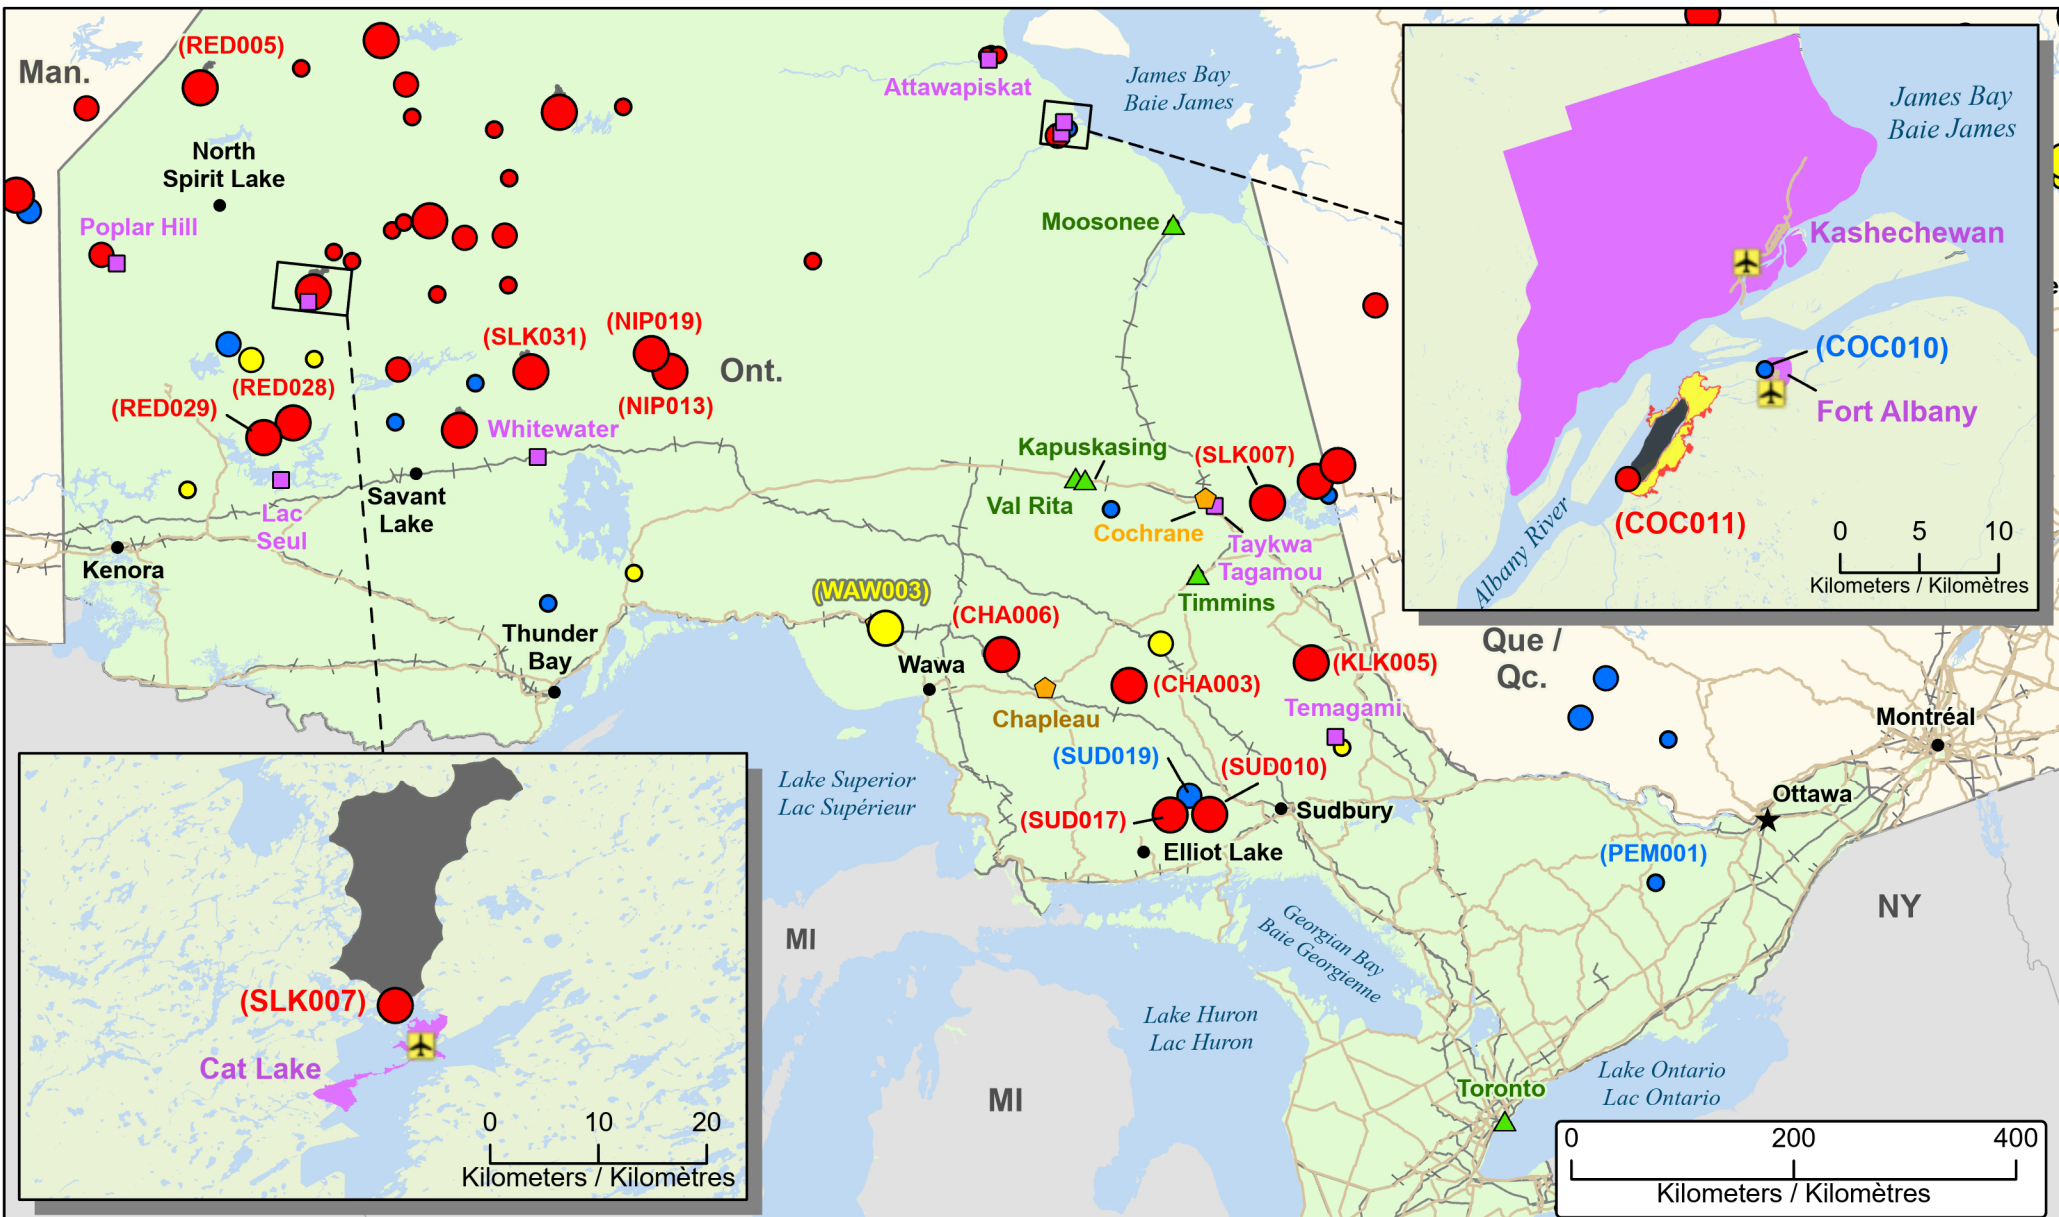 Man.
(RED005)
North
Spirit Lake
Poplar Hill
Attawapiskat
James Bay
Baie James
Moosonee
(SLK031)
(NIP019)
(NIP013)
Ont.
(RED028)
(RED029)
Whitewater
Lac
Seul
Savant
Lake
Kenora
Thunder
Bay
Kapuskasing
Val Rita
(SLK007)
Cochrane
Taykwa
Tagamou
Timmins
(WAW003)
(CHA006)
Wawa
(CHA003)
(KLK005)
Chapleau
Temagami
(SUD019)
(SUD010)
(SUD017)
Sudbury
Elliot Lake
Lake Superior
Lac Supérieur
MI
MI
Georgian Bay
Baie Georgienne
Lake Huron
Lac Huron
Que /
Qc.
Montréal
Ottawa
(PEM001)
NY
Toronto
Lake Ontario
Lac Ontario
0 200 400
Kilometers / Kilomètres
James Bay
Baie James
Kashechewan
(COC010)
Fort Albany
(COC011)
Albany River
0 5 10
Kilometers / Kilomètres
(SLK007)
Cat Lake
0 10 20
Kilometers / Kilomètres